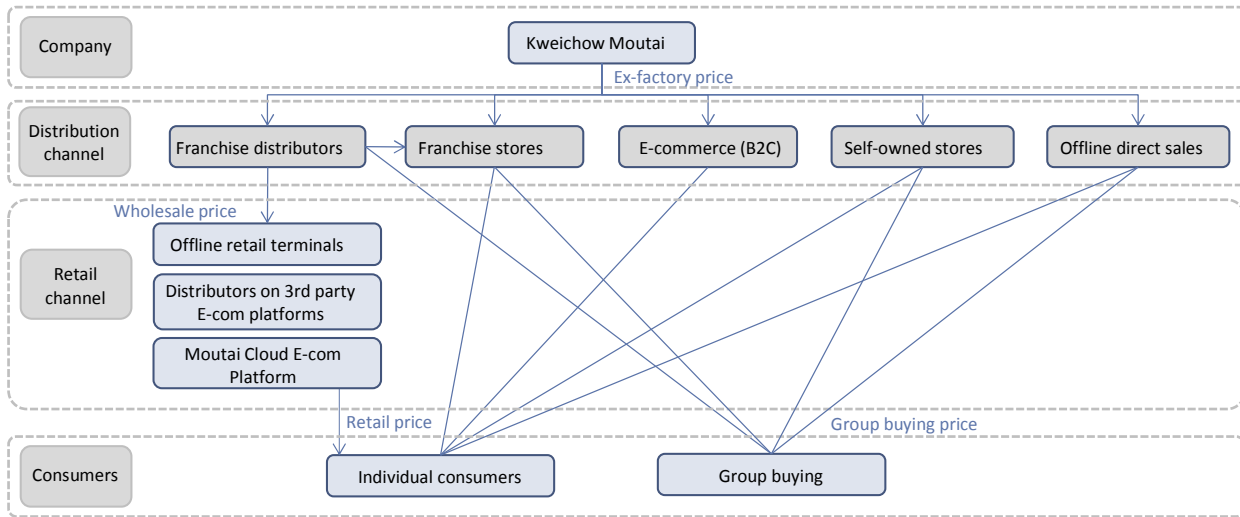 Company
Kweichow Moutai
Ex-factory price
Distribution
channel
Franchise distributors
Franchise stores
E-commerce (B2C)
Self-owned stores
Offline direct sales
Wholesale price
Offline retail terminals
Retail
channel
Distributors on 3rd party
E-com platforms
Moutai Cloud E-com
Platform
Retail price
Group buying price
Consumers
Individual consumers
Group buying